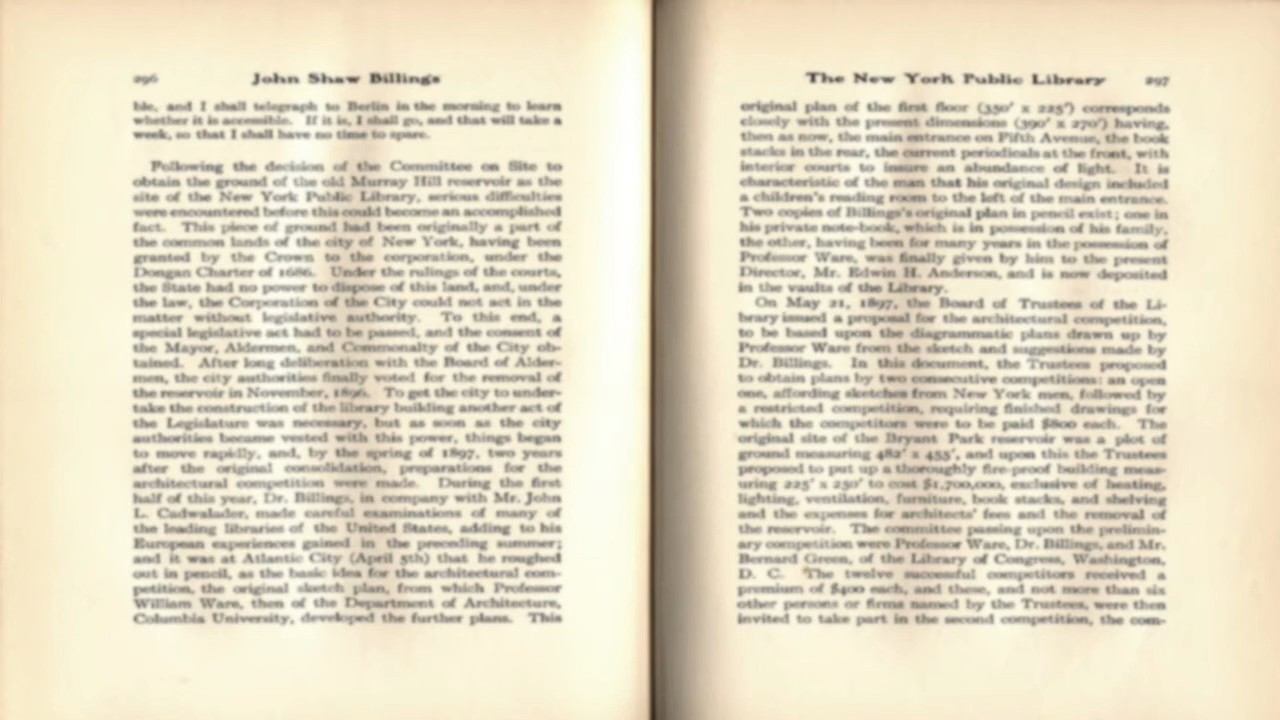 296 John Shaw Billings
ble, and I shall telegraph to Berlin in the morning to learn
whether it is accessible. If it is, I shall go, and that will take a
week, so that I shall have no time to spare.
Following the decision of the Committee on Site to
obtain the ground of the old Murray Hill reservoir as the
site of the New York Public Library, serious difficulties
were encountered before this could become an accomplished
fact. This piece of ground had been originally a part of
the common lands of the city of New York, having been
granted by the Crown to the corporation, under the
Dongan Charter of 1686. Under the rulings of the courts,
the State had no power to dispose of this land, and, under
the law, the Corporation of the City could not act in the
matter without legislative authority. To this end, a
special legislative act had to be passed, and the consent of
the Mayor, Aldermen, and Commonalty of the City ob-
tained. After long deliberation with the Board of Alder-
men, the city authorities finally voted for the removal of
the reservoir in November, 1896. To get the city to under-
take the construction of the library building another act of
the Legislature was necessary, but as soon as the city
authorities became vested with this power, things began
to move rapidly, and, by the spring of 1897, two years
after the original consolidation, preparations for the
architectural competition were made. During the first
half of this year, Dr. Billings, in company with Mr. John
L. Cadwalader, made careful examinations of many of
the leading libraries of the United States, adding to his
European experiences gained in the preceding summer;
and it was at Atlantic City (April 5th) that he roughed
out in pencil, as the basic idea for the architectural com-
petition, the original sketch plan, from which Professor
William Ware, then of the Department of Architecture,
Columbia University, developed the further plans. This
The New York Public Library 297
original plan of the first floor (350' x 225') corresponds
closely with the present dimensions (390' x 270') having,
then as now, the main entrance on Fifth Avenue, the book
stacks in the rear, the current periodicals at the front, with
interior courts to insure an abundance of light. It is
characteristic of the man that his original design included
a children's reading room to the left of the main entrance.
Two copies of Billings's original plan in pencil exist; one in
his private note-book, which is in possession of his family,
the other, having been for many years in the possession of
Professor Ware, was finally given by him to the present
Director, Mr. Edwin H. Anderson, and is now deposited
in the vaults of the Library.
On May 21, 1897, the Board of Trustees of the Li-
brary issued a proposal for the architectural competition,
to be based upon the diagrammatic plans drawn up by
Professor Ware from the sketch and suggestions made by
Dr. Billings. In this document, the Trustees proposed
to obtain plans by two consecutive competitions: an open
one, affording sketches from New York men, followed by
a restricted competition, requiring finished drawings for
which the competitors were to be paid $800 each. The
original site of the Bryant Park reservoir was a plot of
ground measuring 482' x 455', and upon this the Trustees
proposed to put up a thoroughly fire-proof building meas-
uring 225' x 250' to cost $1,700,000, exclusive of heating,
lighting, ventilation, furniture, book stacks, and shelving
and the expenses for architects' fees and the removal of
the reservoir. The committee passing upon the prelimin-
ary competition were Professor Ware, Dr. Billings, and Mr.
Bernard Green, of the Library of Congress, Washington,
D. C. The twelve successful competitors received a
premium of $400 each, and these, and not more than six
other persons or firms named by the Trustees, were then
invited to take part in the second competition, the com-